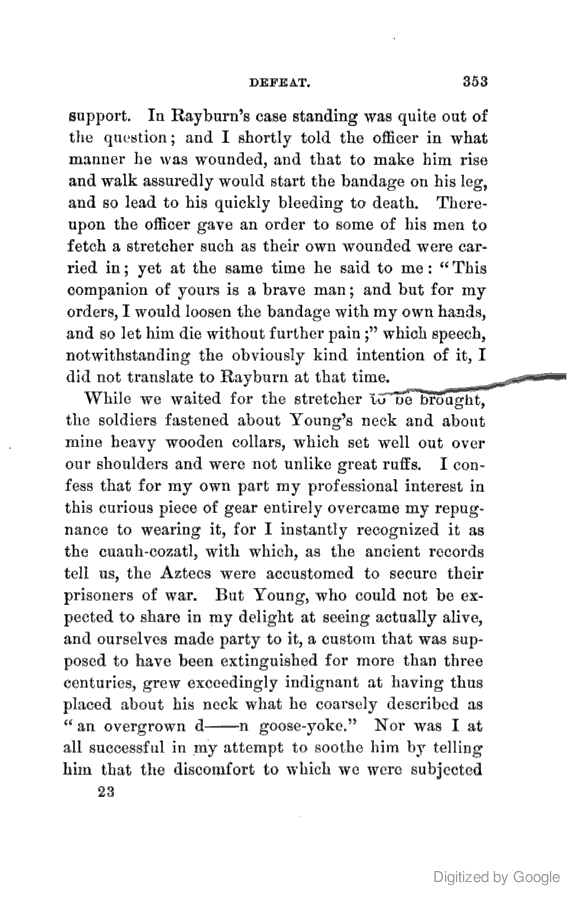 DEFEAT. 353
support. In Rayburn's case standing was quite out of
the question; and I shortly told the officer in what
manner he was wounded, and that to make him rise
and walk assuredly would start the bandage on his leg,
and so lead to his quickly bleeding to death. There-
upon the officer gave an order to some of his men to
fetch a stretcher such as their own wounded were car-
ried in; yet at the same time he said to me: "This
companion of yours is a brave man; and but for my
orders, I would loosen the bandage with my own hands,
and so let him die without further pain;" which speech,
notwithstanding the obviously kind intention of it, I
did not translate to Rayburn at that time.
While we waited for the stretcher to be brought,
the soldiers fastened about Young's neck and about
mine heavy wooden collars, which set well out over
our shoulders and were not unlike great ruffs. I con-
fess that for my own part my professional interest in
this curious piece of gear entirely overcame my repug-
nance to wearing it, for I instantly recognized it as
the cuauh-cozatl, with which, as the ancient records
tell us, the Aztecs were accustomed to secure their
prisoners of war. But Young, who could not be ex-
pected to share in my delight at seeing actually alive,
and ourselves made party to it, a custom that was sup-
posed to have been extinguished for more than three
centuries, grew exceedingly indignant at having thus
placed about his neck what he coarsely described as
"an overgrown d——n goose-yoke." Nor was I at
all successful in my attempt to soothe him by telling
him that the discomfort to which we were subjected
23
Digitized by Google